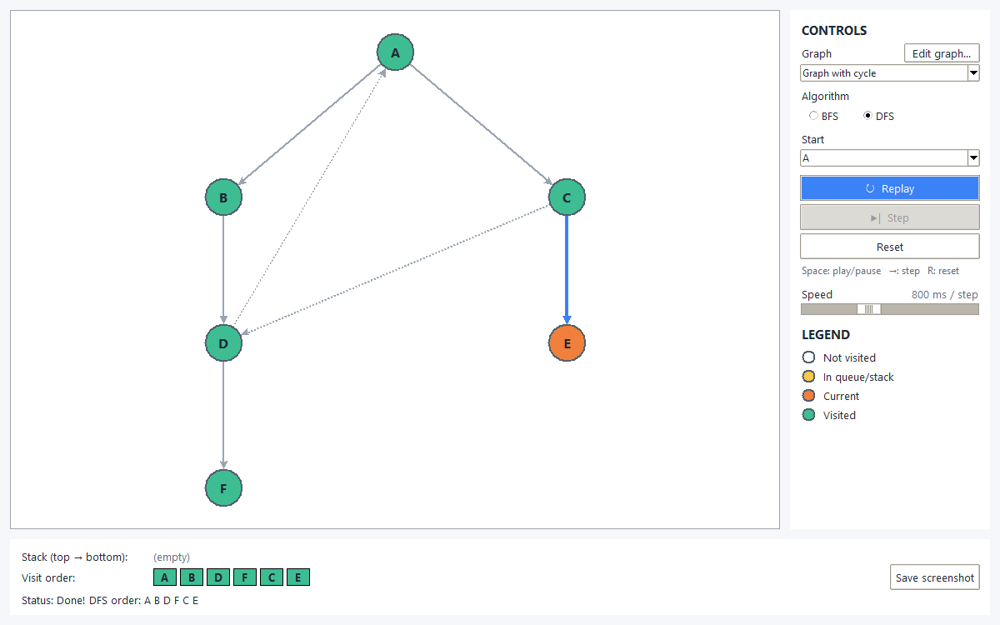 A
B
C
D
E
F
CONTROLS
Graph
Edit graph...
Graph with cycle
Algorithm
BFS
DFS
Start
A
↻ Replay
▶| Step
Reset
Space: play/pause →: step R: reset
Speed
800 ms / step
LEGEND
Not visited
In queue/stack
Current
Visited
Stack (top → bottom): (empty)
Visit order: A B D F C E
Status: Done! DFS order: A B D F C E
Save screenshot